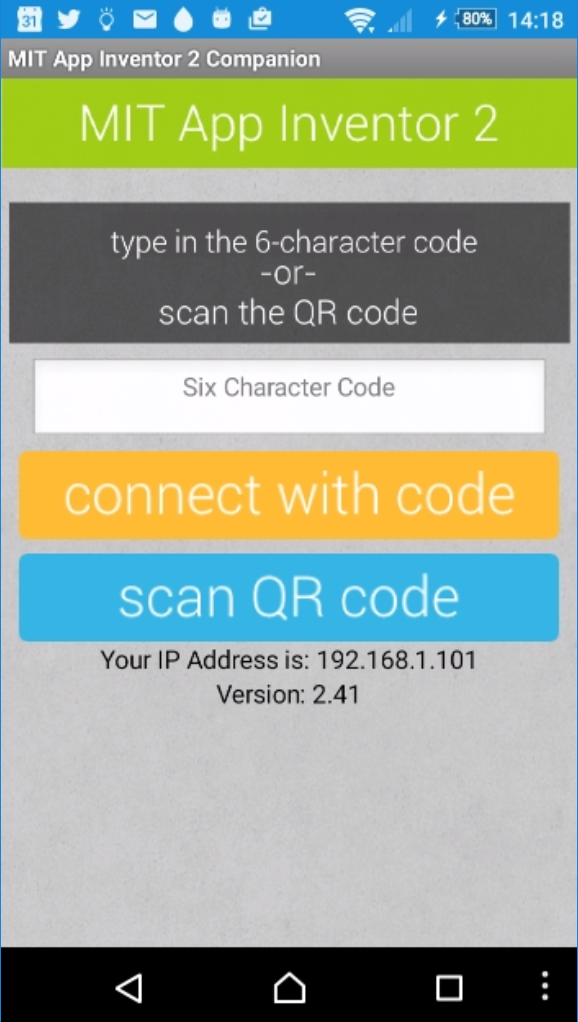 31
80%
14:18
MIT App Inventor 2 Companion
MIT App Inventor 2
type in the 6-character code
-or-
scan the QR code
Six Character Code
connect with code
scan QR code
Your IP Address is: 192.168.1.101
Version: 2.41